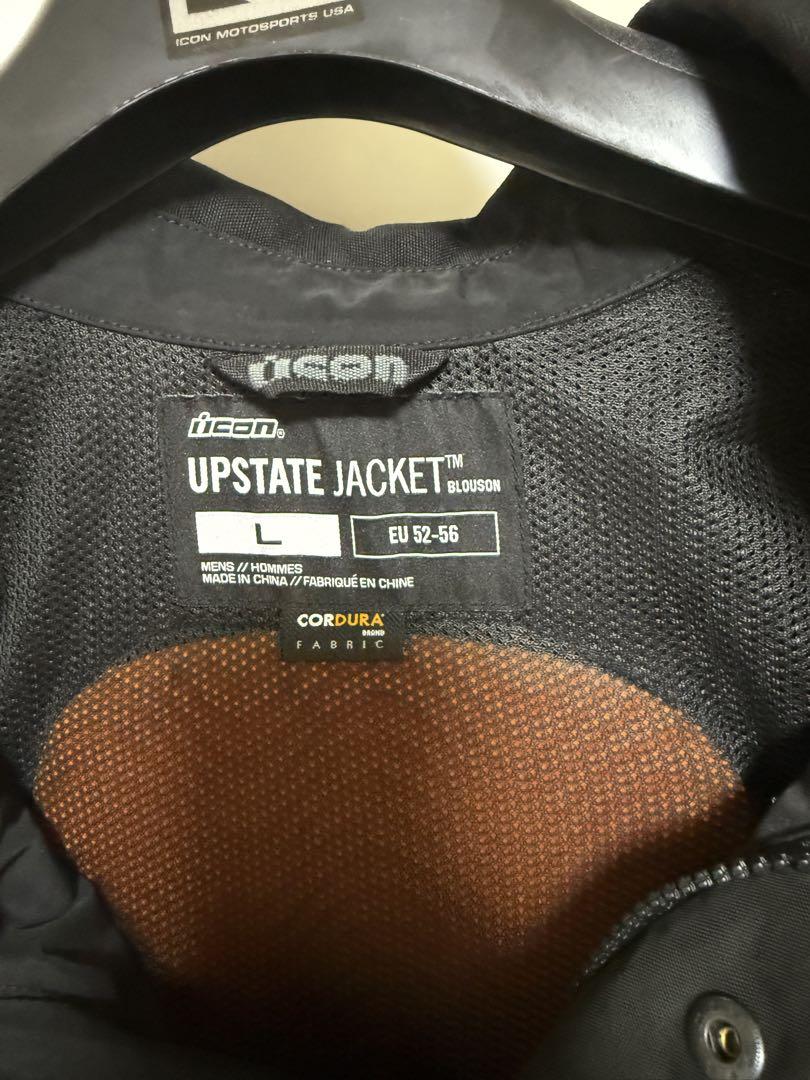 ICON MOTOSPORTS USA
icon
icon®
UPSTATE JACKET™ BLOUSON
L EU 52-56
MENS // HOMMES
MADE IN CHINA // FABRIQUÉ EN CHINE
CORDURA®
BRAND
FABRIC